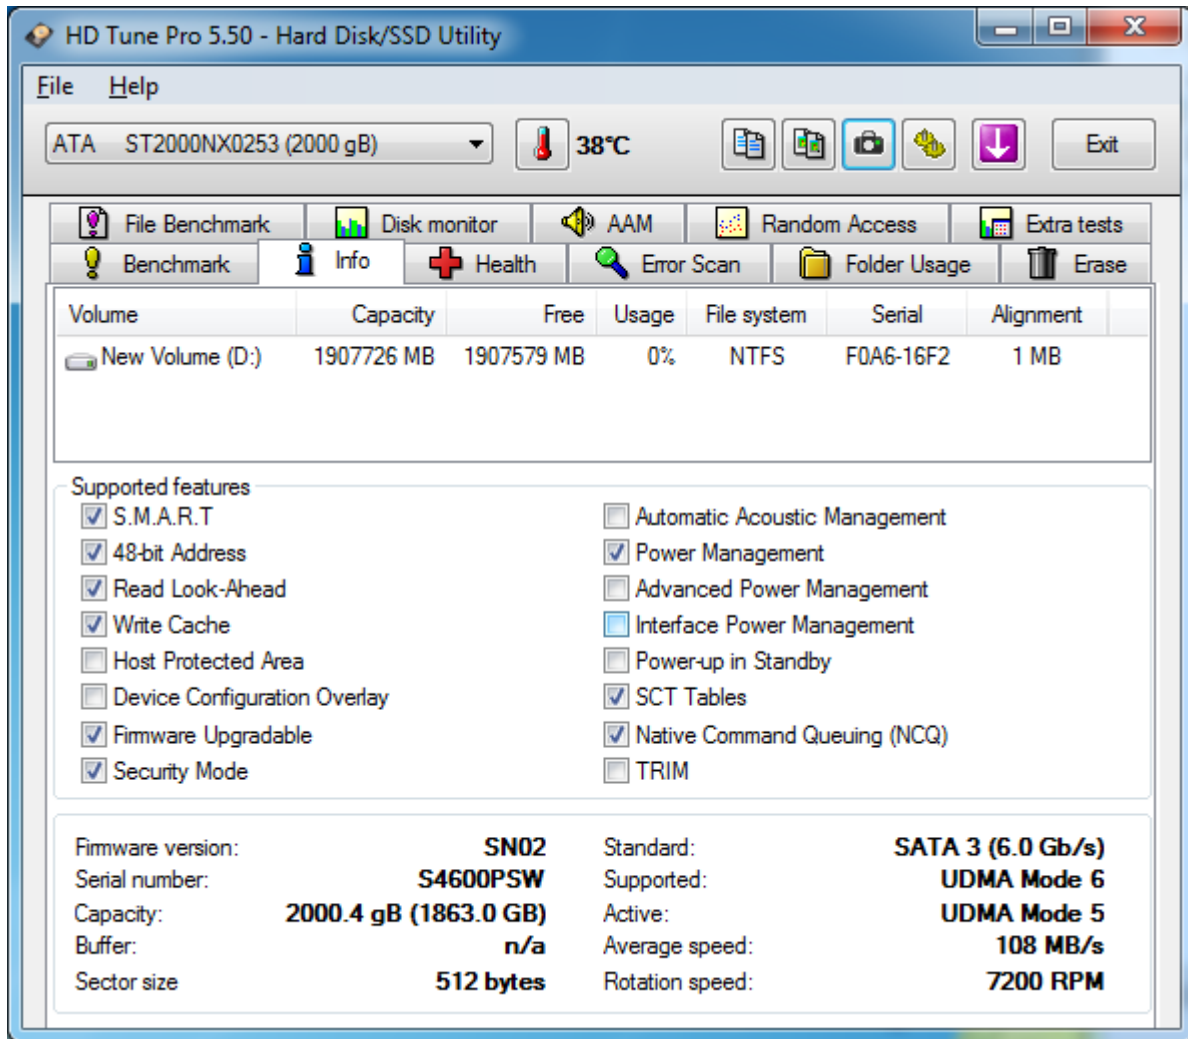 HD Tune Pro 5.50 - Hard Disk/SSD Utility
File Help
ATA ST2000NX0253 (2000 gB) 38°C Exit
File Benchmark Disk monitor AAM Random Access Extra tests
Benchmark Info Health Error Scan Folder Usage Erase
Volume Capacity Free Usage File system Serial Alignment
New Volume (D:) 1907726 MB 1907579 MB 0% NTFS F0A6-16F2 1 MB
Supported features
S.M.A.R.T Automatic Acoustic Management
48-bit Address Power Management
Read Look-Ahead Advanced Power Management
Write Cache Interface Power Management
Host Protected Area Power-up in Standby
Device Configuration Overlay SCT Tables
Firmware Upgradable Native Command Queuing (NCQ)
Security Mode TRIM
Firmware version: SN02 Standard: SATA 3 (6.0 Gb/s)
Serial number: S4600PSW Supported: UDMA Mode 6
Capacity: 2000.4 gB (1863.0 GB) Active: UDMA Mode 5
Buffer: n/a Average speed: 108 MB/s
Sector size 512 bytes Rotation speed: 7200 RPM